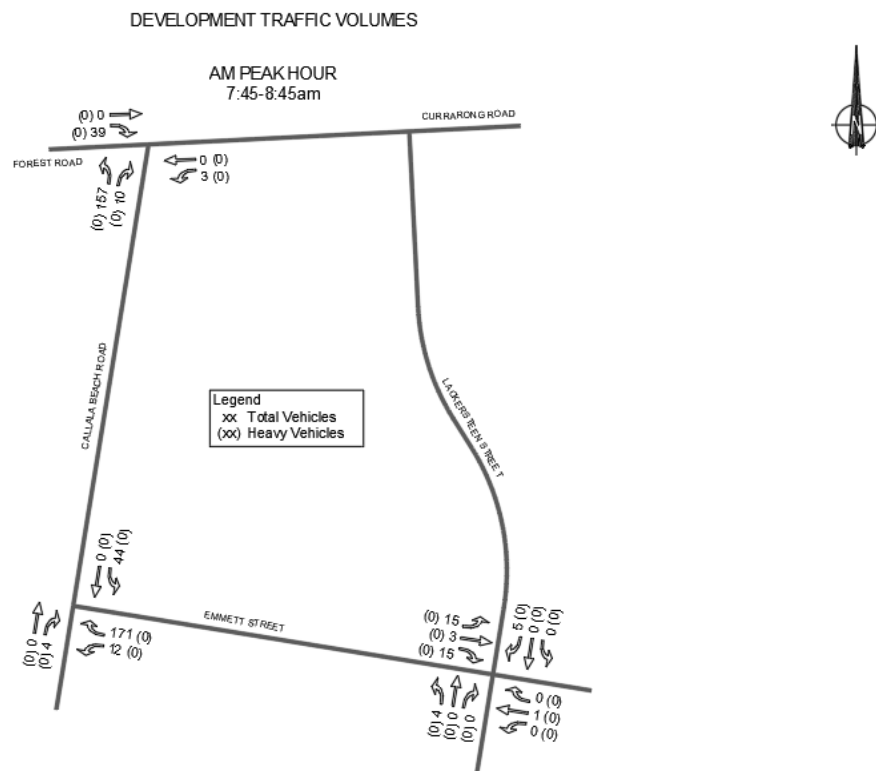 DEVELOPMENT TRAFFIC VOLUMES
AM PEAK HOUR
7:45-8:45am
N
(0) 0
(0) 39
CURRARONG ROAD
FOREST ROAD
0 (0)
3 (0)
(0) 157
(0) 10
CALLALA BEACH ROAD
Legend
xx Total Vehicles
(xx) Heavy Vehicles
LACKERSTEEN STREET
0 (0)
44 (0)
EMMETT STREET
(0) 0
(0) 4
171 (0)
12 (0)
(0) 15
(0) 3
(0) 15
5 (0)
0 (0)
0 (0)
(0) 4
(0) 0
(0) 0
0 (0)
1 (0)
0 (0)